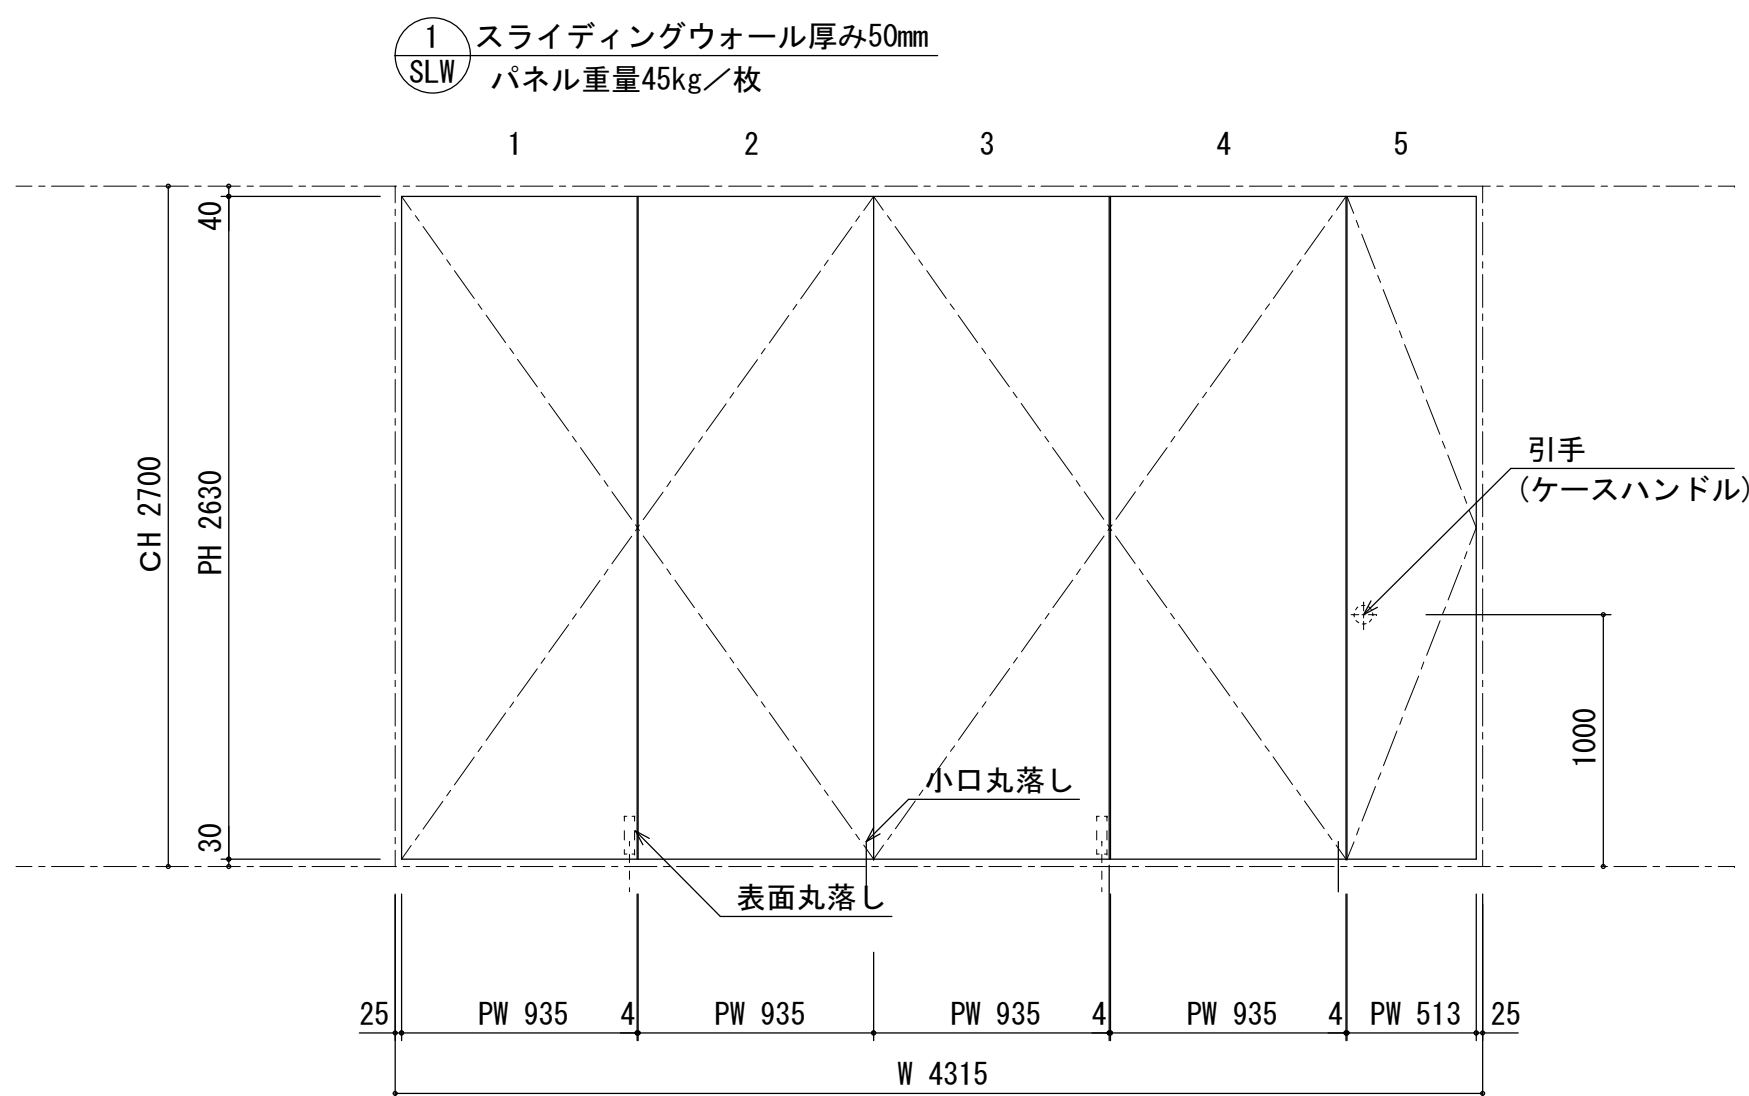 1 スライディングウォール厚み50mm
SLW パネル重量45kg／枚
1 2 3 4 5
40
CH 2700
PH 2630
30
引手
(ケースハンドル)
1000
小口丸落し
表面丸落し
25 PW 935 4 PW 935 PW 935 4 PW 935 4 PW 513 25
W 4315